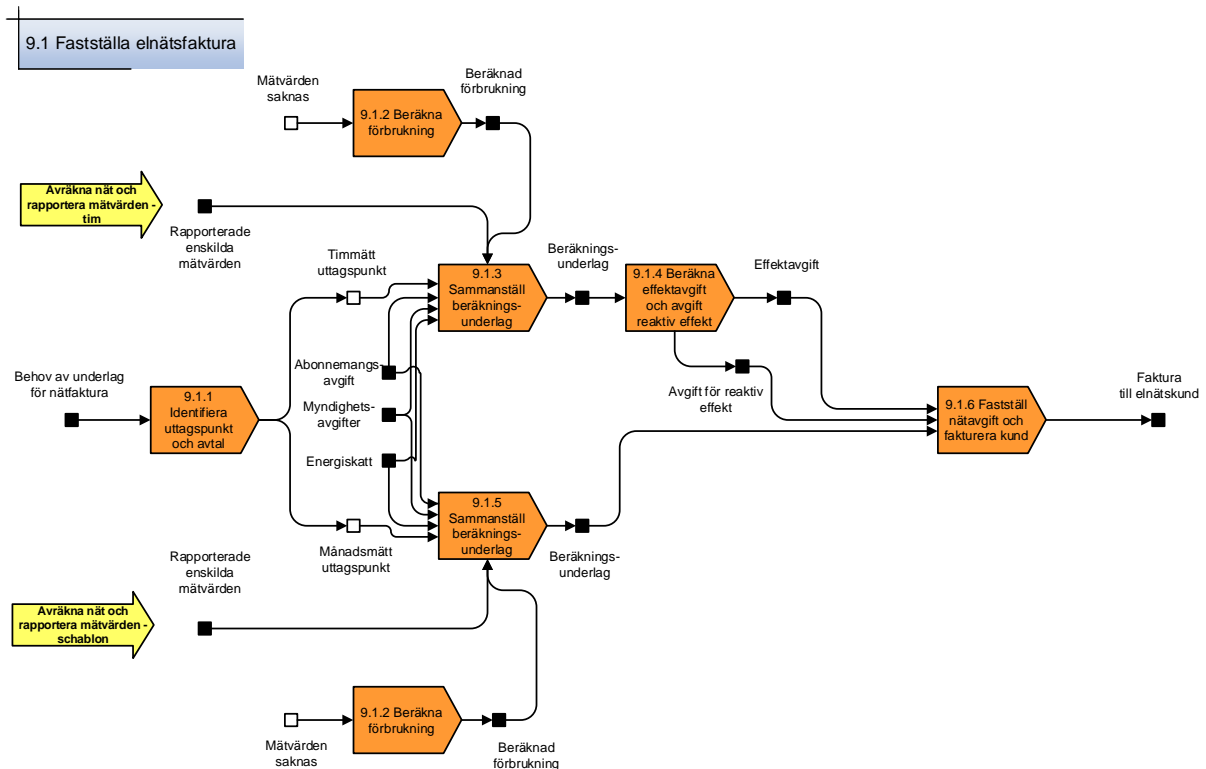 9.1 Fastställa elnätsfaktura
Mätvärden
saknas
9.1.2 Beräkna
förbrukning
Beräknad
förbrukning
Avräkna nät och
rapportera mätvärden -
tim
Rapporterade
enskilda
mätvärden
Timmätt
uttagspunkt
9.1.3
Sammanställ
beräknings-
underlag
Beräknings-
underlag
9.1.4 Beräkna
effektavgift
och avgift
reaktiv effekt
Effektavgift
Behov av underlag
för nätfaktura
9.1.1
Identifiera
uttagspunkt
och avtal
Abonnemangs-
avgift
Myndighets-
avgifter
Energiskatt
Avgift för reaktiv
effekt
9.1.6 Fastställ
nätavgift och
fakturera kund
Faktura
till elnätskund
Månadsmätt
uttagspunkt
9.1.5
Sammanställ
beräknings-
underlag
Beräknings-
underlag
Rapporterade
enskilda
mätvärden
Avräkna nät och
rapportera mätvärden -
schablon
Mätvärden
saknas
9.1.2 Beräkna
förbrukning
Beräknad
förbrukning